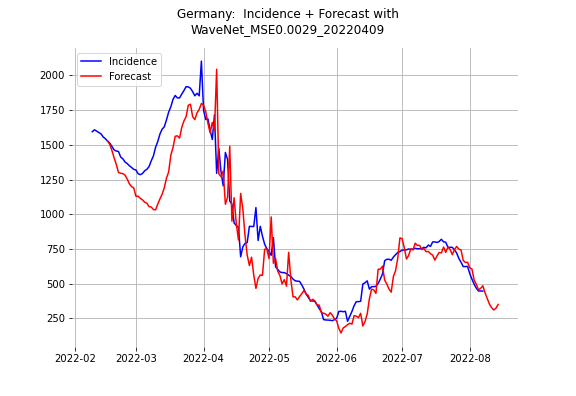 Germany:  Incidence + Forecast with
WaveNet_MSE0.0029_20220409
Incidence
Forecast
2000
1750
1500
1250
1000
750
500
250
2022-02 2022-03 2022-04 2022-05 2022-06 2022-07 2022-08